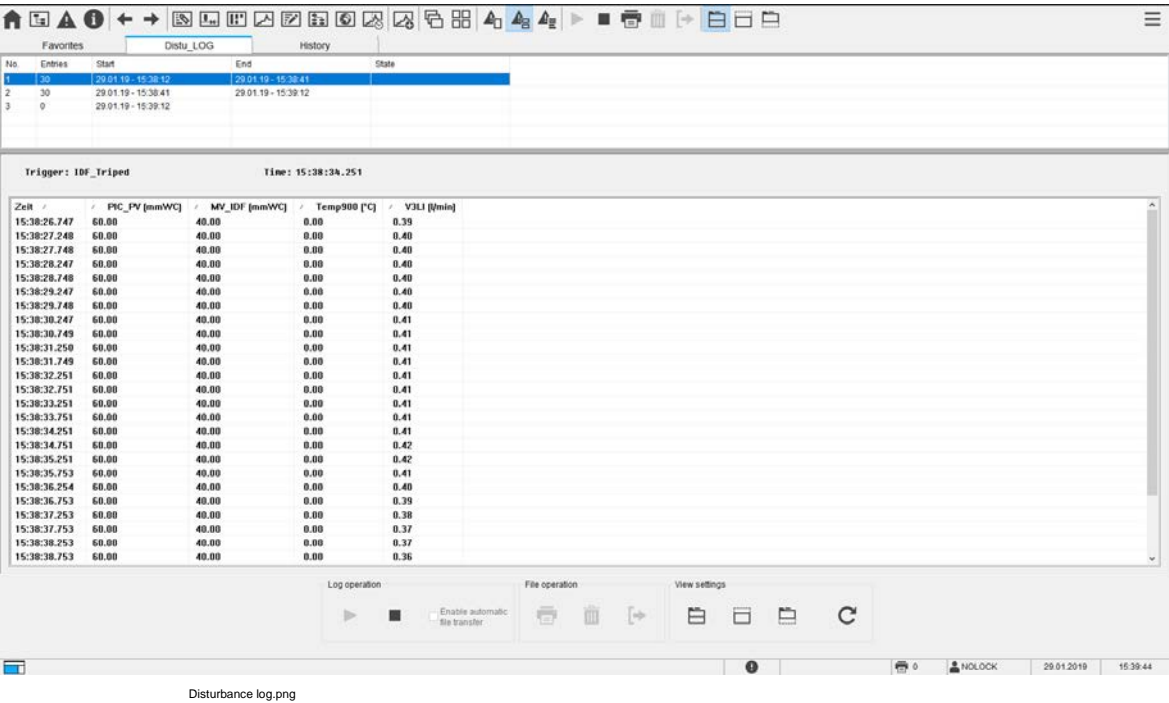 Favorites Distu_LOG History
No. Entries Start End State
1 30 29.01.19 - 15:38:12 29.01.19 - 15:38:41
2 30 29.01.19 - 15:38:41 29.01.19 - 15:39:12
3 0 29.01.19 - 15:39:12
Trigger: IDF_Triped Time: 15:38:34.251
Zeit PIC_PV [mmWC] MV_IDF [mmWC] Temp900 [°C] V3LI [l/min]
15:38:26.747 60.00 40.00 0.00 0.39
15:38:27.248 60.00 40.00 0.00 0.40
15:38:27.748 60.00 40.00 0.00 0.40
15:38:28.247 60.00 40.00 0.00 0.40
15:38:28.748 60.00 40.00 0.00 0.40
15:38:29.247 60.00 40.00 0.00 0.40
15:38:29.748 60.00 40.00 0.00 0.40
15:38:30.247 60.00 40.00 0.00 0.41
15:38:30.749 60.00 40.00 0.00 0.41
15:38:31.250 60.00 40.00 0.00 0.41
15:38:31.749 60.00 40.00 0.00 0.41
15:38:32.251 60.00 40.00 0.00 0.41
15:38:32.751 60.00 40.00 0.00 0.41
15:38:33.251 60.00 40.00 0.00 0.41
15:38:33.751 60.00 40.00 0.00 0.41
15:38:34.251 60.00 40.00 0.00 0.41
15:38:34.751 60.00 40.00 0.00 0.42
15:38:35.251 60.00 40.00 0.00 0.42
15:38:35.753 60.00 40.00 0.00 0.41
15:38:36.254 60.00 40.00 0.00 0.40
15:38:36.753 60.00 40.00 0.00 0.39
15:38:37.253 60.00 40.00 0.00 0.38
15:38:37.753 60.00 40.00 0.00 0.37
15:38:38.253 60.00 40.00 0.00 0.37
15:38:38.753 60.00 40.00 0.00 0.36
Log operation File operation View settings
Enable automatic
file transfer
0 NOLOCK 29.01.2019 15:39:44
Disturbance log.png